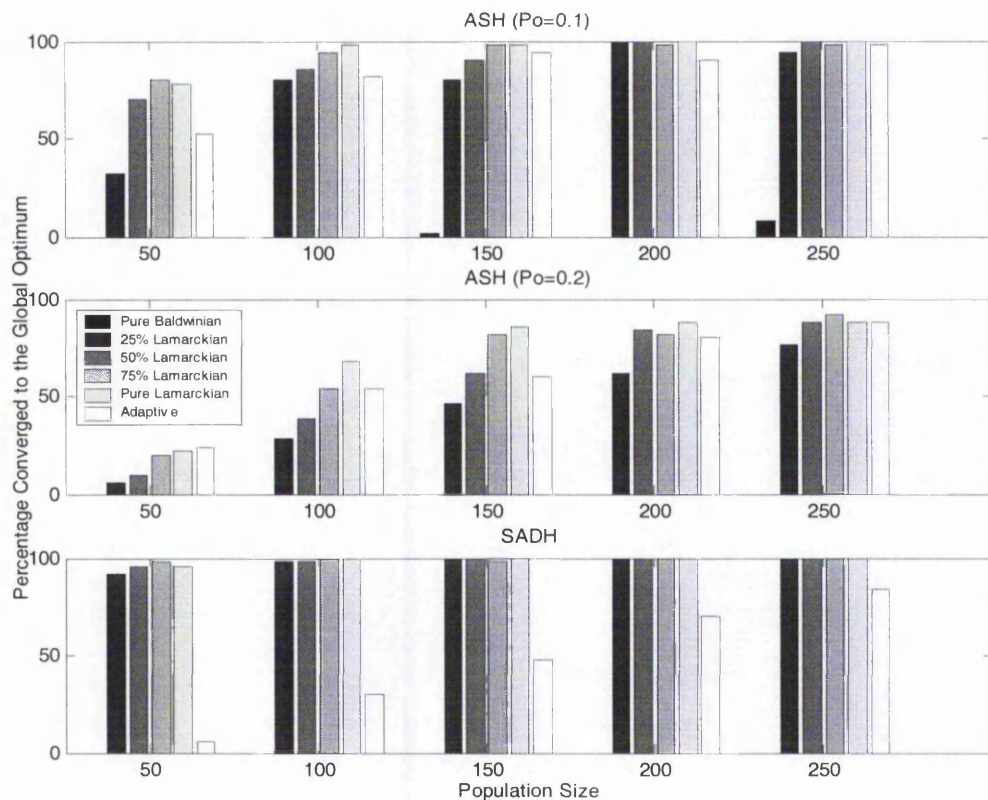 ASH (Po=0.1)
100
50
0
50 100 150 200 250
ASH (Po=0.2)
100
50
0
Pure Baldwinian
25% Lamarckian
50% Lamarckian
75% Lamarckian
Pure Lamarckian
Adaptive
50 100 150 200 250
SADH
100
50
0
50 100 150 200 250
Population Size
Percentage Converged to the Global Optimum